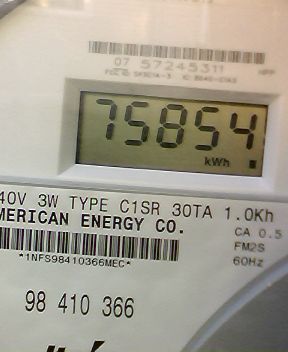 07 57245311
75854
kWh
40V 3W TYPE C1SR 30TA 1.0Kh
MERICAN ENERGY CO.
CA 0.5
FM2S
60Hz
*1NFS98410366MEC*
98 410 366